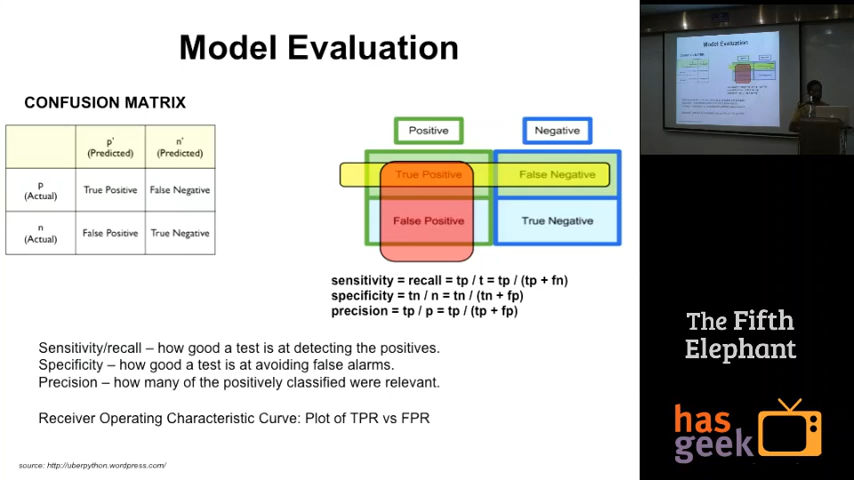 Model Evaluation
CONFUSION MATRIX
p'
(Predicted)
n'
(Predicted)
p
(Actual)
True Positive
False Negative
n
(Actual)
False Positive
True Negative
Positive
Negative
True Positive
False Negative
False Positive
True Negative
sensitivity = recall = tp / t = tp / (tp + fn)
specificity = tn / n = tn / (tn + fp)
precision = tp / p = tp / (tp + fp)
Sensitivity/recall – how good a test is at detecting the positives.
Specificity – how good a test is at avoiding false alarms.
Precision – how many of the positively classified were relevant.
Receiver Operating Characteristic Curve: Plot of TPR vs FPR
source: http://uberpython.wordpress.com/
Model Evaluation
The Fifth
Elephant
has
geek